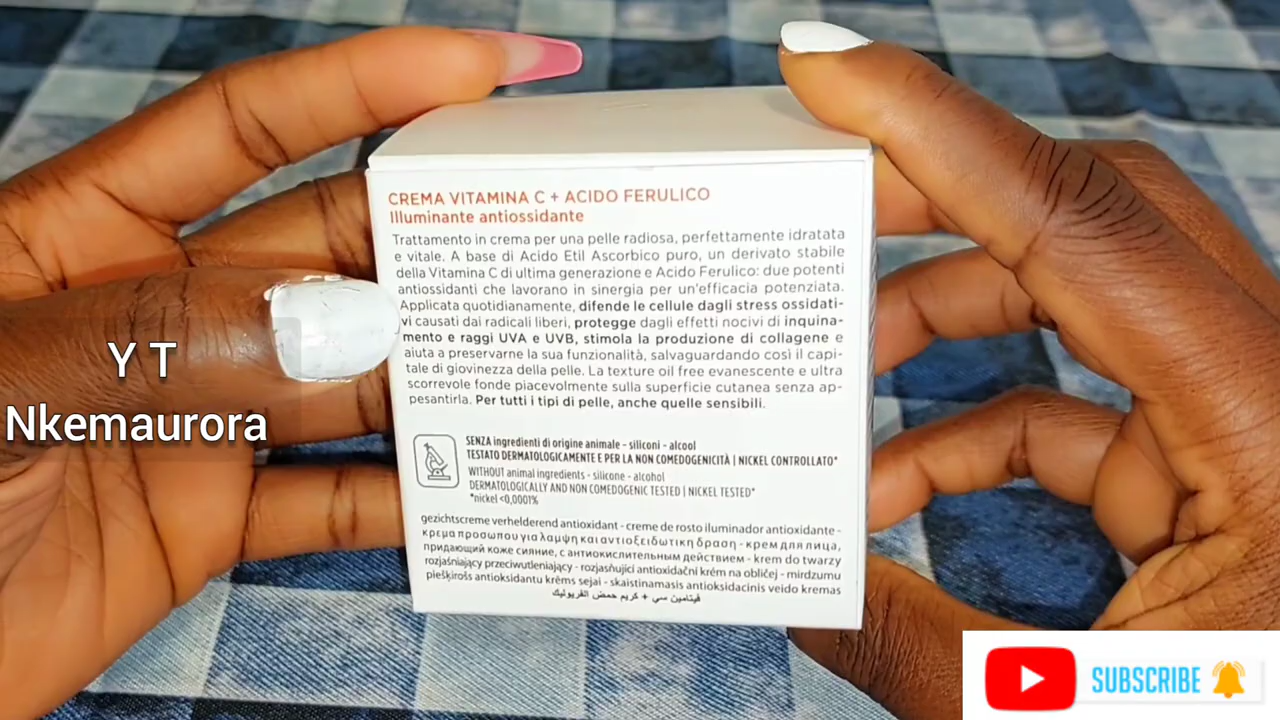 CREMA VITAMINA C + ACIDO FERULICO
Illuminante antiossidante
Trattamento in crema per una pelle radiosa, perfettamente idratata
e vitale. A base di Acido Etil Ascorbico puro, un derivato stabile
della Vitamina C di ultima generazione e Acido Ferulico: due potenti
antiossidanti che lavorano in sinergia per un'efficacia potenziata.
Applicata quotidianamente, difende le cellule dagli stress ossidati-
vi causati dai radicali liberi, protegge dagli effetti nocivi di inquina-
mento e raggi UVA e UVB, stimola la produzione di collagene e
aiuta a preservarne la sua funzionalità, salvaguardando così il capi-
tale di giovinezza della pelle. La texture oil free evanescente e ultra
scorrevole fonde piacevolmente sulla superficie cutanea senza ap-
pesantirla. Per tutti i tipi di pelle, anche quelle sensibili.
SENZA ingredienti di origine animale - siliconi - alcool
TESTATO DERMATOLOGICAMENTE E PER LA NON COMEDOGENICITÀ | NICKEL CONTROLLATO*
WITHOUT animal ingredients - silicone - alcohol
DERMATOLOGICALLY AND NON COMEDOGENIC TESTED | NICKEL TESTED*
*nickel <0,0001%
gezichtscreme verhelderend antioxidant - creme de rosto iluminador antioxidante -
κρεμα προσωπου για λαμψη και αντιοξειδωτικη δραση - крем для лица,
придающий коже сияние, с антиокислительным действием - krem do twarzy
rozjaśniający przeciwutleniający - rozjasňující antioxidační krém na obličej - mirdzumu
piešķirošs antioksidantu krēms sejai - skaistinamasis antioksidacinis veido kremas
فيتامين سي + كريم حمض الفريوليك
Y T
Nkemaurora
SUBSCRIBE